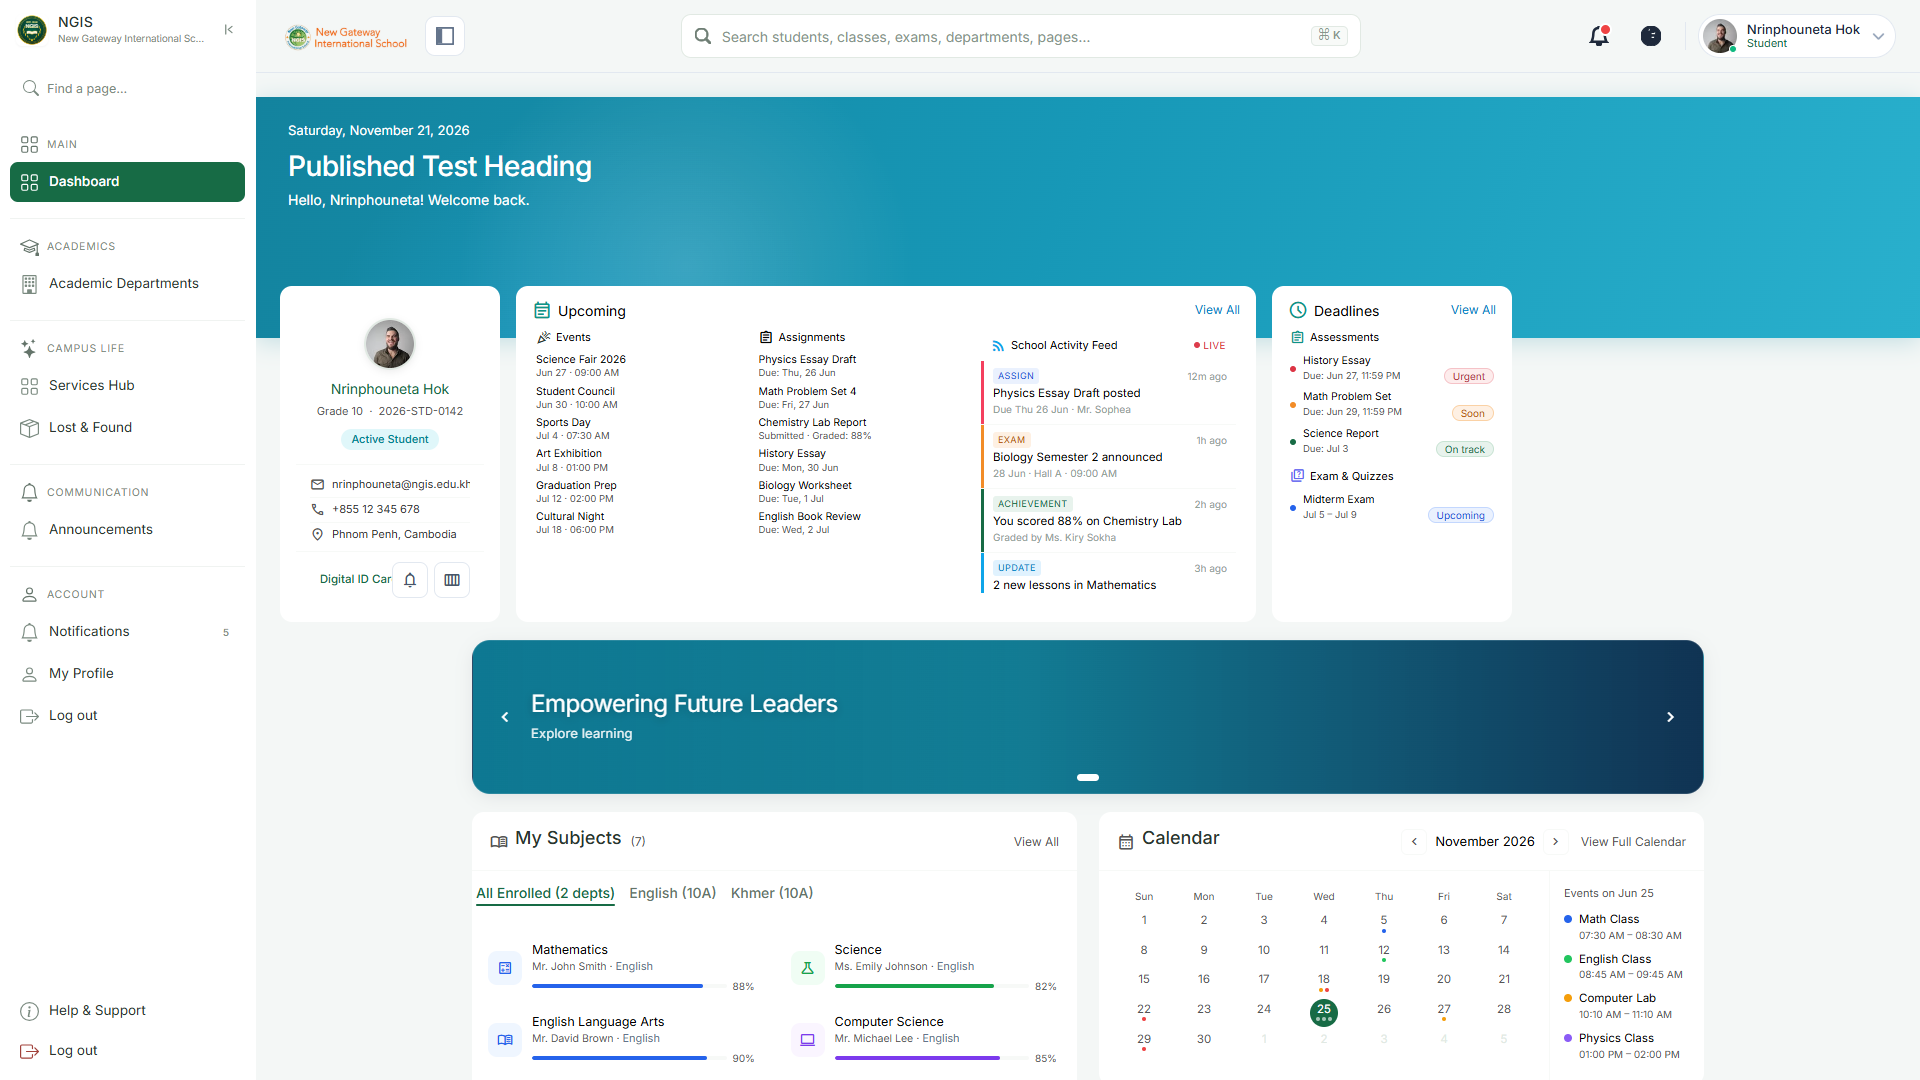 NGIS
New Gateway International Sc...
Find a page...
MAIN
Dashboard
ACADEMICS
Academic Departments
CAMPUS LIFE
Services Hub
Lost & Found
COMMUNICATION
Announcements
ACCOUNT
Notifications 5
My Profile
Log out
Help & Support
Log out
New Gateway
International School
Search students, classes, exams, departments, pages...
⌘ K
Nrinphouneta Hok
Student
Saturday, November 21, 2026
Published Test Heading
Hello, Nrinphouneta! Welcome back.
Nrinphouneta Hok
Grade 10 · 2026-STD-0142
Active Student
nrinphouneta@ngis.edu.kh
+855 12 345 678
Phnom Penh, Cambodia
Digital ID Car
Upcoming
View All
Events
Science Fair 2026
Jun 27 · 09:00 AM
Student Council
Jun 30 · 10:00 AM
Sports Day
Jul 4 · 07:30 AM
Art Exhibition
Jul 8 · 01:00 PM
Graduation Prep
Jul 12 · 02:00 PM
Cultural Night
Jul 18 · 06:00 PM
Assignments
Physics Essay Draft
Due: Thu, 26 Jun
Math Problem Set 4
Due: Fri, 27 Jun
Chemistry Lab Report
Submitted · Graded: 88%
History Essay
Due: Mon, 30 Jun
Biology Worksheet
Due: Tue, 1 Jul
English Book Review
Due: Wed, 2 Jul
School Activity Feed
LIVE
ASSIGN
12m ago
Physics Essay Draft posted
Due Thu 26 Jun · Mr. Sophea
EXAM
1h ago
Biology Semester 2 announced
28 Jun · Hall A · 09:00 AM
ACHIEVEMENT
2h ago
You scored 88% on Chemistry Lab
Graded by Ms. Kiry Sokha
UPDATE
3h ago
2 new lessons in Mathematics
Deadlines
View All
Assessments
History Essay
Due: Jun 27, 11:59 PM
Urgent
Math Problem Set
Due: Jun 29, 11:59 PM
Soon
Science Report
Due: Jul 3
On track
Exam & Quizzes
Midterm Exam
Jul 5 – Jul 9
Upcoming
Empowering Future Leaders
Explore learning
My Subjects (7)
View All
All Enrolled (2 depts) English (10A) Khmer (10A)
Mathematics
Mr. John Smith · English
88%
Science
Ms. Emily Johnson · English
82%
English Language Arts
Mr. David Brown · English
90%
Computer Science
Mr. Michael Lee · English
85%
Calendar
November 2026
View Full Calendar
Sun Mon Tue Wed Thu Fri Sat
1 2 3 4 5 6 7
8 9 10 11 12 13 14
15 16 17 18 19 20 21
22 23 24 25 26 27 28
29 30 1 2 3 4 5
Events on Jun 25
Math Class
07:30 AM – 08:30 AM
English Class
08:45 AM – 09:45 AM
Computer Lab
10:10 AM – 11:10 AM
Physics Class
01:00 PM – 02:00 PM